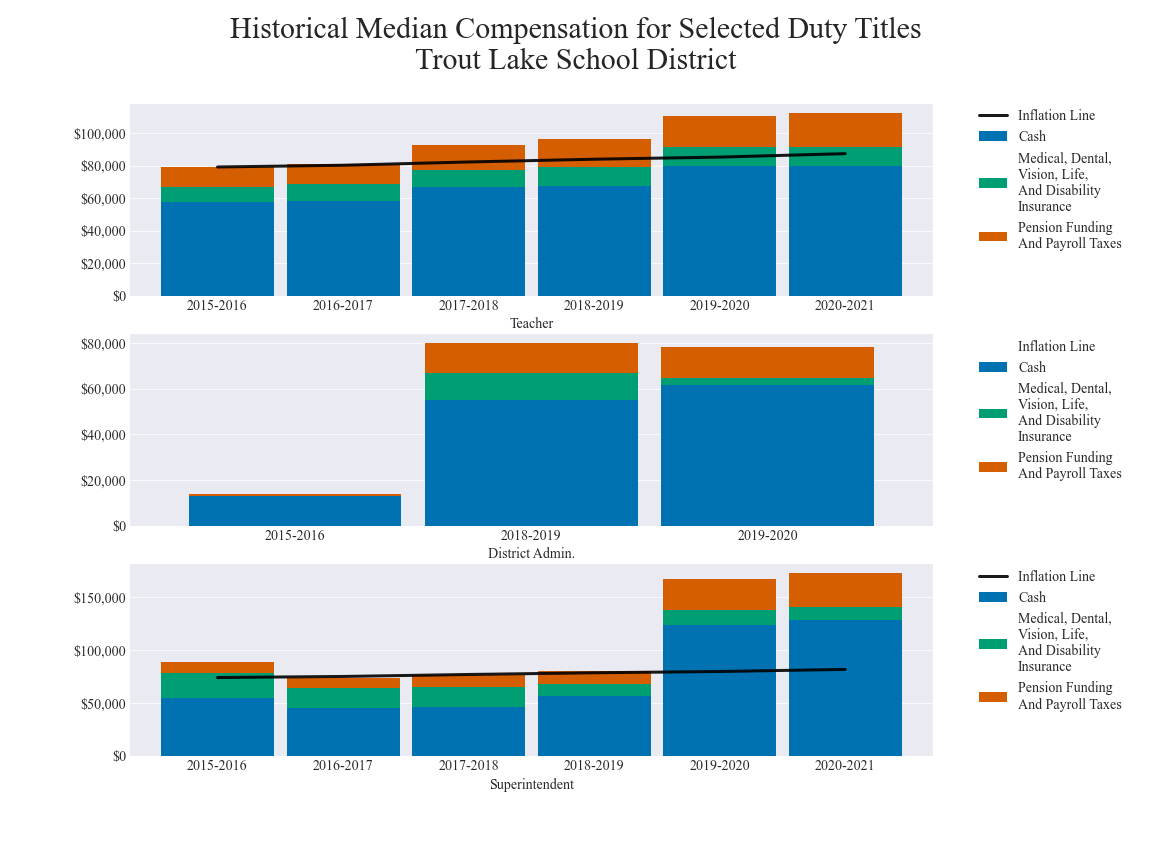 Historical Median Compensation for Selected Duty Titles
Trout Lake School District
$100,000
$80,000
$60,000
$40,000
$20,000
$0
2015-2016 2016-2017 2017-2018 2018-2019 2019-2020 2020-2021
Teacher
Inflation Line
Cash
Medical, Dental,
Vision, Life,
And Disability
Insurance
Pension Funding
And Payroll Taxes
$80,000
$60,000
$40,000
$20,000
$0
2015-2016 2018-2019 2019-2020
District Admin.
Inflation Line
Cash
Medical, Dental,
Vision, Life,
And Disability
Insurance
Pension Funding
And Payroll Taxes
$150,000
$100,000
$50,000
$0
2015-2016 2016-2017 2017-2018 2018-2019 2019-2020 2020-2021
Superintendent
Inflation Line
Cash
Medical, Dental,
Vision, Life,
And Disability
Insurance
Pension Funding
And Payroll Taxes